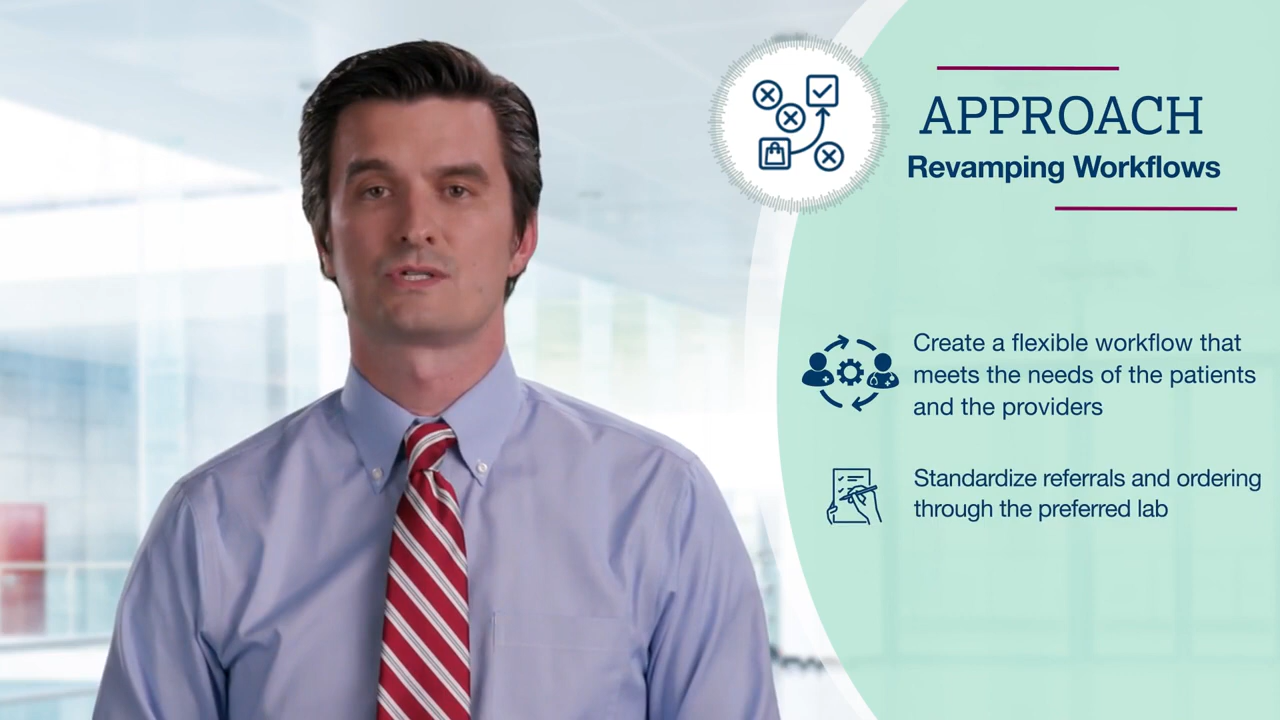 APPROACH
Revamping Workflows
Create a flexible workflow that
meets the needs of the patients
and the providers
Standardize referrals and ordering
through the preferred lab